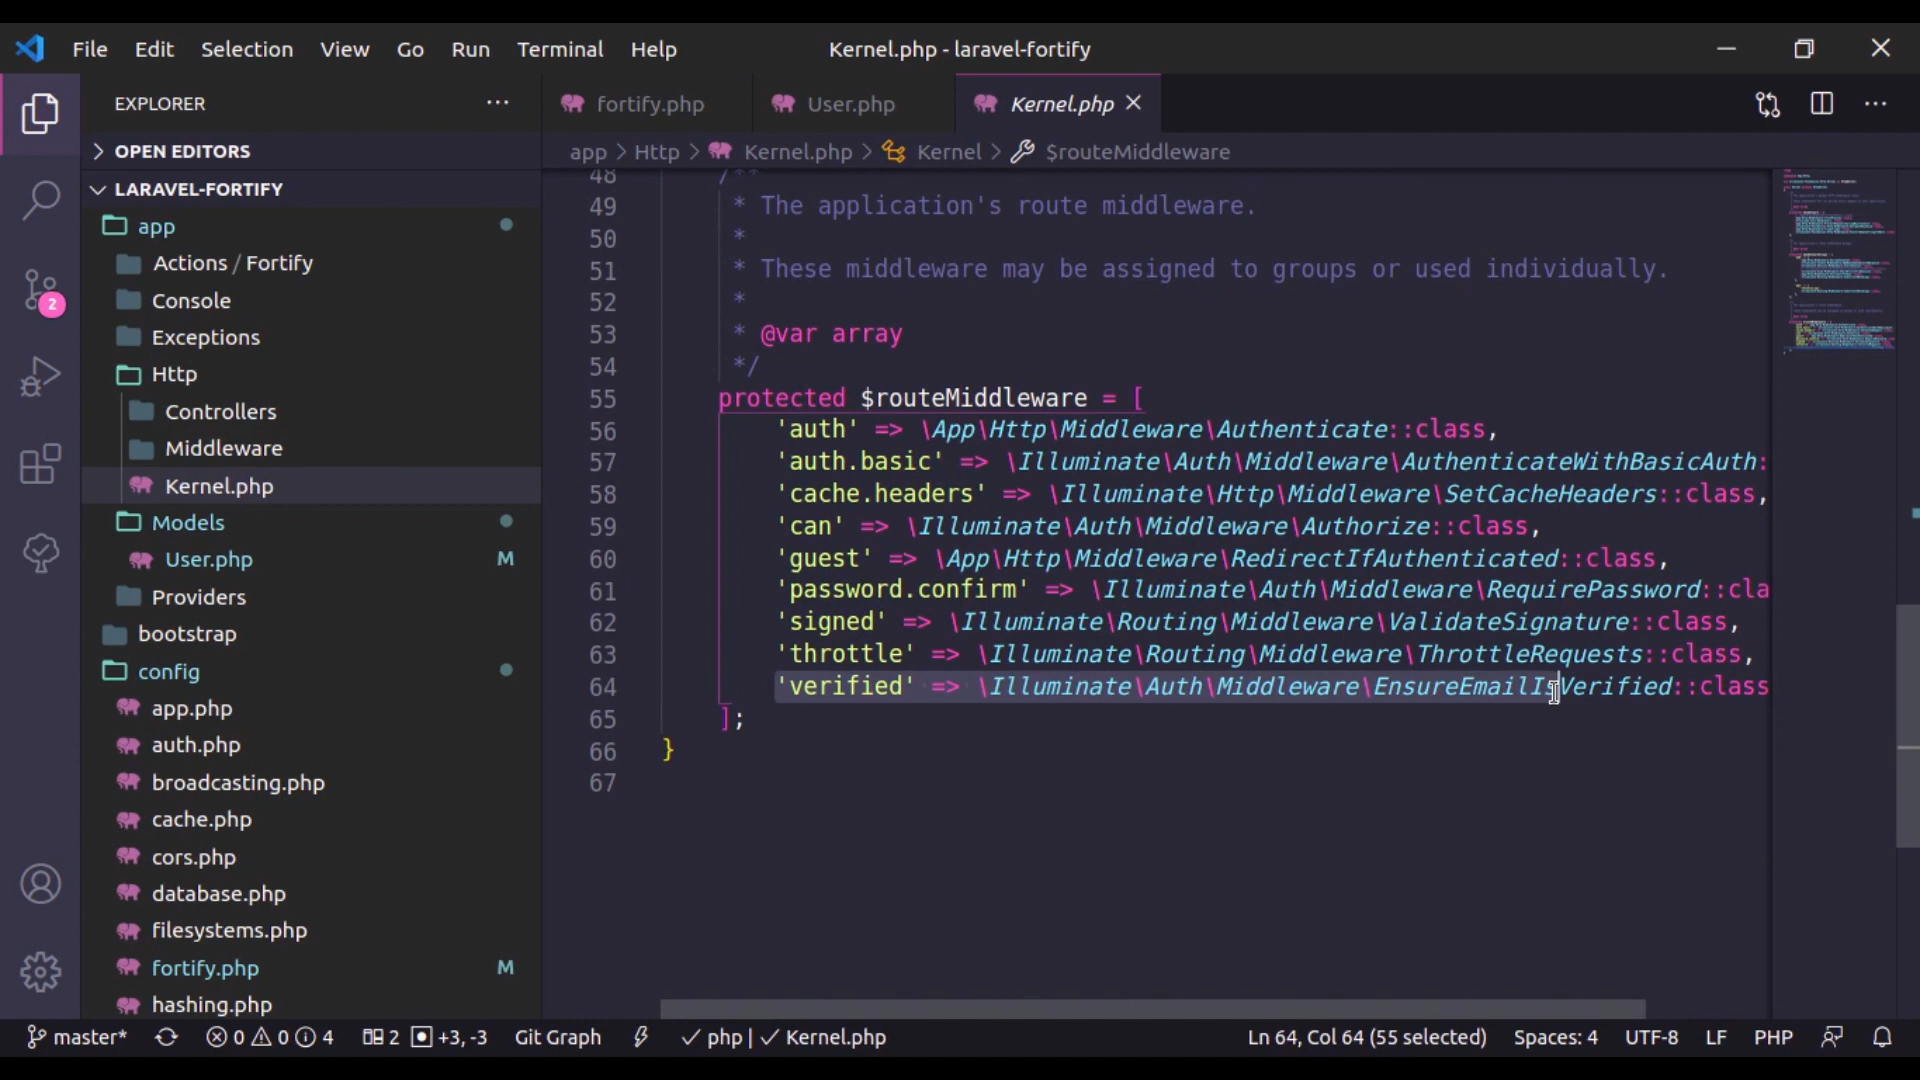 File Edit Selection View Go Run Terminal Help
Kernel.php - laravel-fortify
EXPLORER
OPEN EDITORS
LARAVEL-FORTIFY
app
Actions / Fortify
Console
Exceptions
Http
Controllers
Middleware
Kernel.php
Models
User.php M
Providers
bootstrap
config
app.php
auth.php
broadcasting.php
cache.php
cors.php
database.php
filesystems.php
fortify.php M
hashing.php
2
fortify.php User.php Kernel.php
app > Http > Kernel.php > Kernel > $routeMiddleware
48 /**
49 * The application's route middleware.
50 *
51 * These middleware may be assigned to groups or used individually.
52 *
53 * @var array
54 */
55 protected $routeMiddleware = [
56 'auth' => \App\Http\Middleware\Authenticate::class,
57 'auth.basic' => \Illuminate\Auth\Middleware\AuthenticateWithBasicAuth:
58 'cache.headers' => \Illuminate\Http\Middleware\SetCacheHeaders::class,
59 'can' => \Illuminate\Auth\Middleware\Authorize::class,
60 'guest' => \App\Http\Middleware\RedirectIfAuthenticated::class,
61 'password.confirm' => \Illuminate\Auth\Middleware\RequirePassword::cla
62 'signed' => \Illuminate\Routing\Middleware\ValidateSignature::class,
63 'throttle' => \Illuminate\Routing\Middleware\ThrottleRequests::class,
64 'verified' => \Illuminate\Auth\Middleware\EnsureEmailIsVerified::class
65 ];
66 }
67
master* 0 0 4 2 +3, -3 Git Graph php | Kernel.php Ln 64, Col 64 (55 selected) Spaces: 4 UTF-8 LF PHP